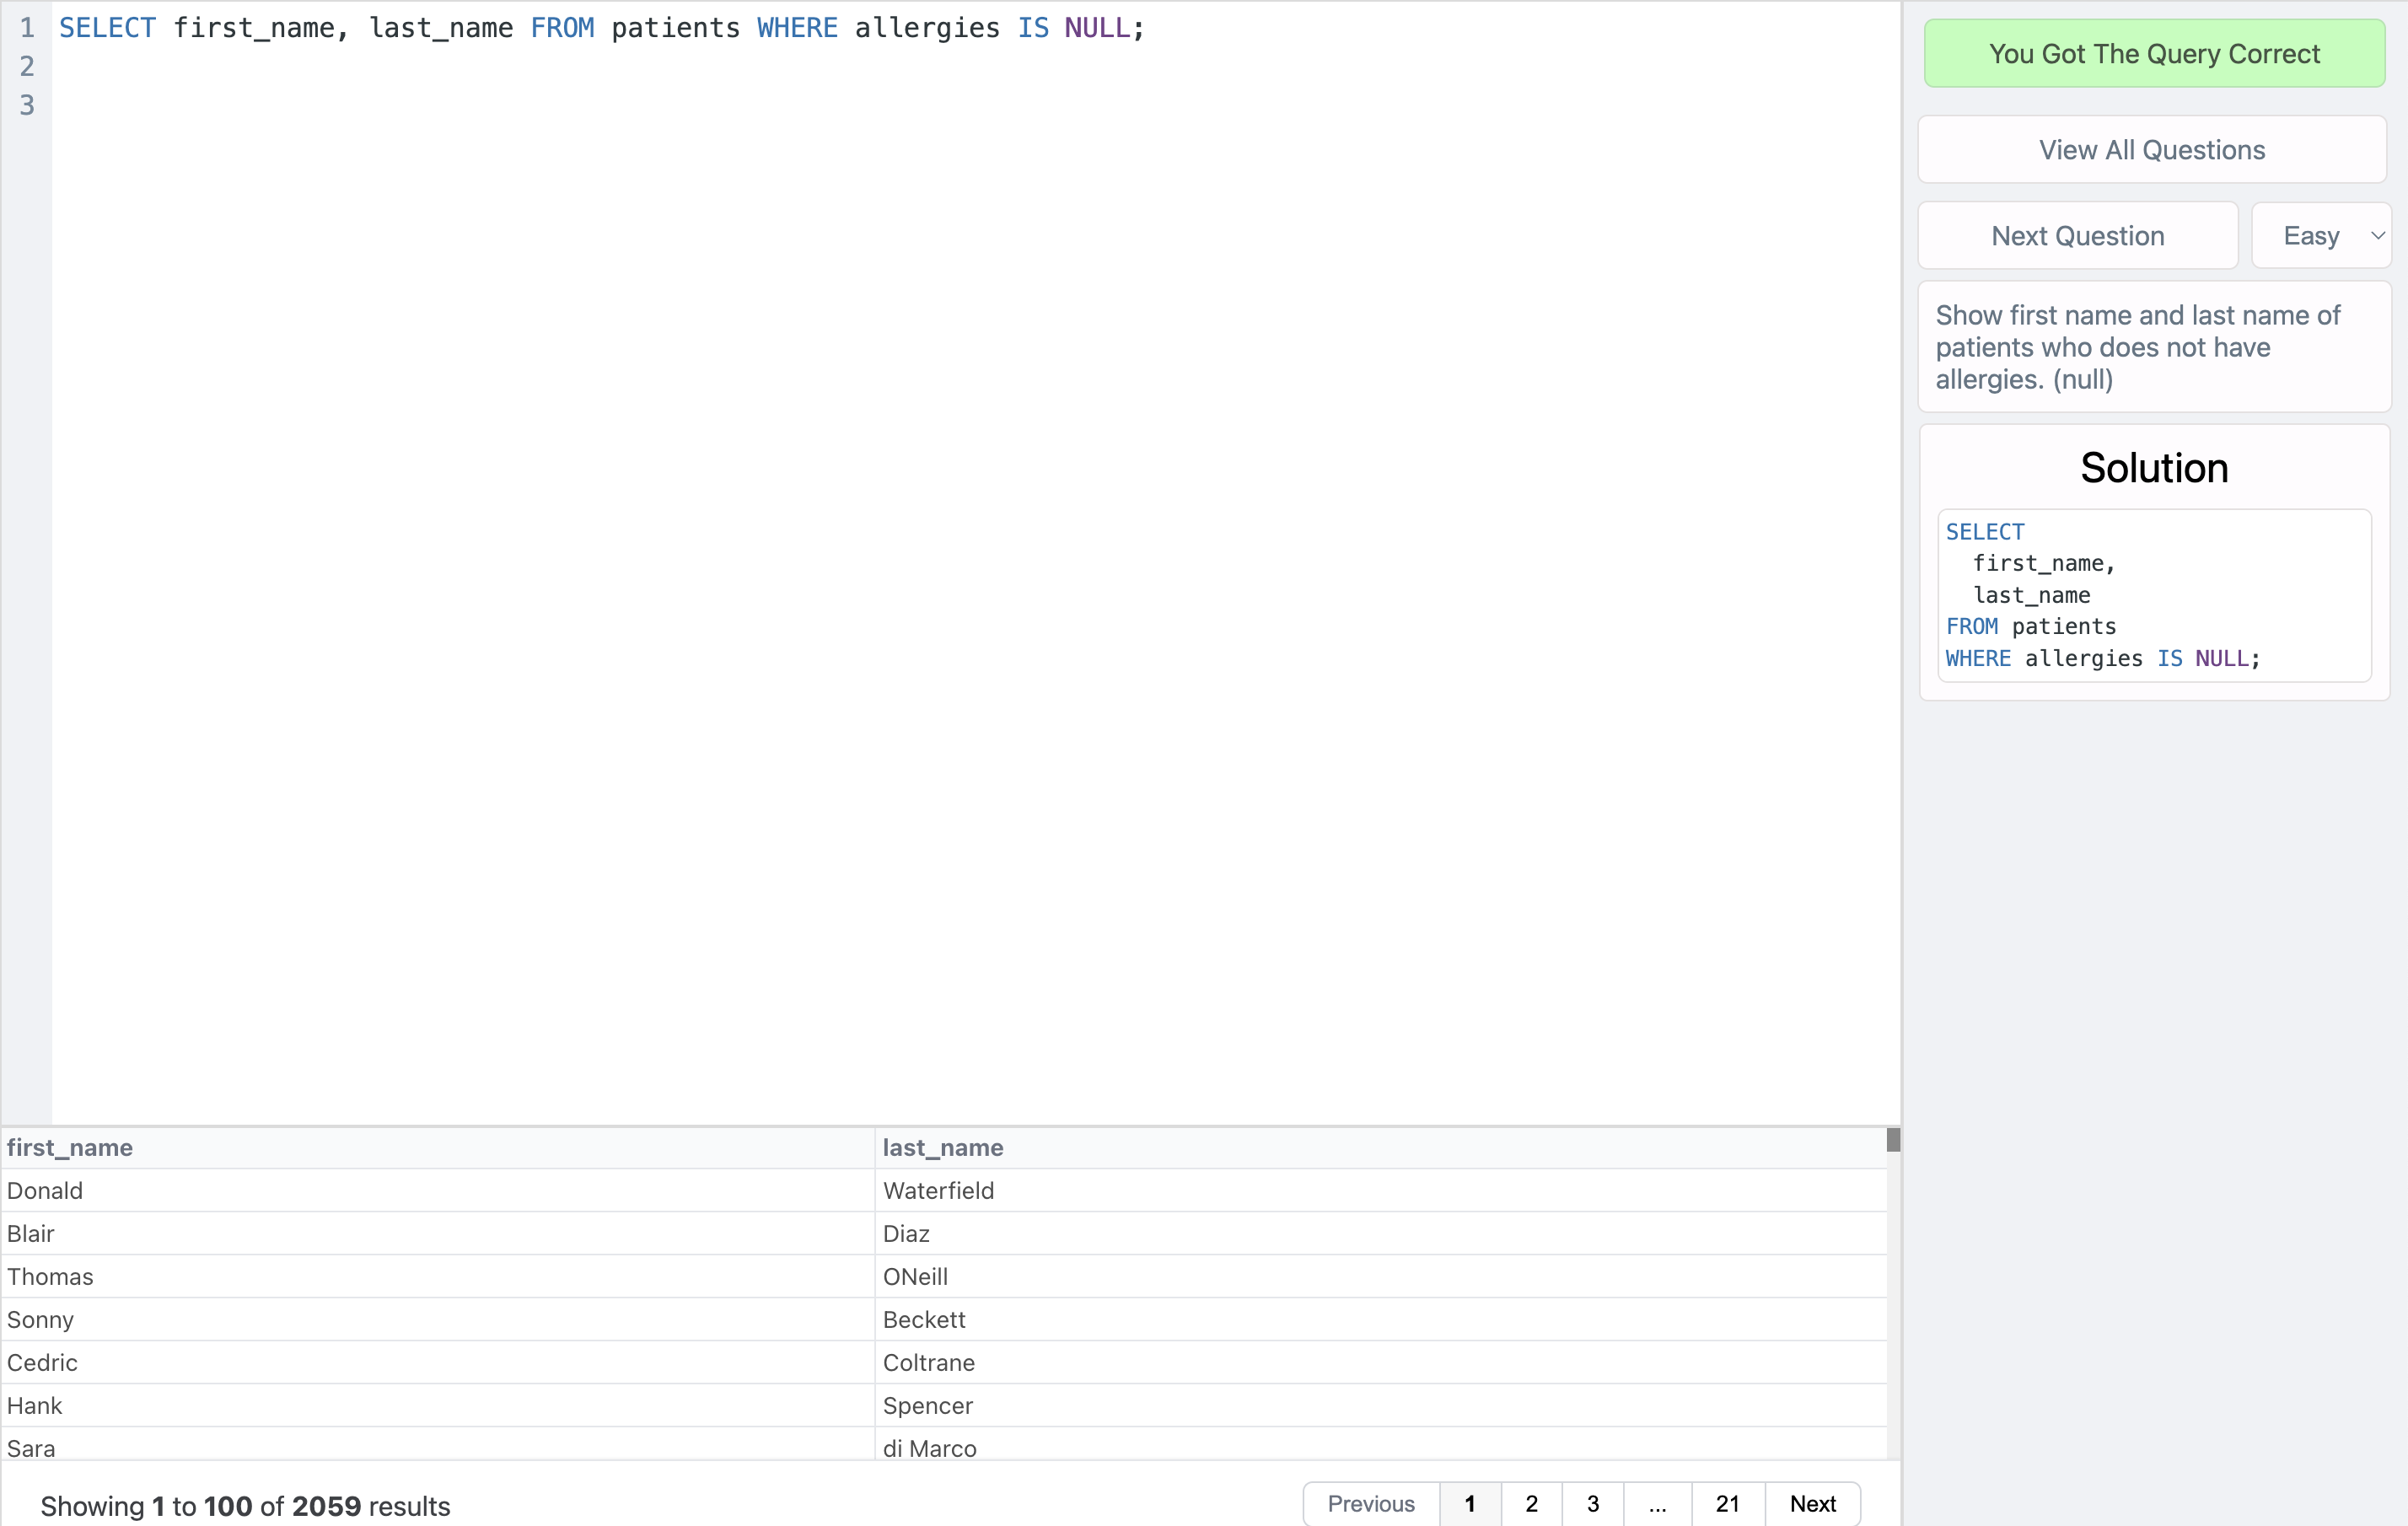 1 SELECT first_name, last_name FROM patients WHERE allergies IS NULL;
2
3
You Got The Query Correct
View All Questions
Next Question
Easy
Show first name and last name of
patients who does not have
allergies. (null)
Solution
SELECT
first_name,
last_name
FROM patients
WHERE allergies IS NULL;
first_name last_name
Donald Waterfield
Blair Diaz
Thomas ONeill
Sonny Beckett
Cedric Coltrane
Hank Spencer
Sara di Marco
Showing 1 to 100 of 2059 results
Previous 1 2 3 ... 21 Next